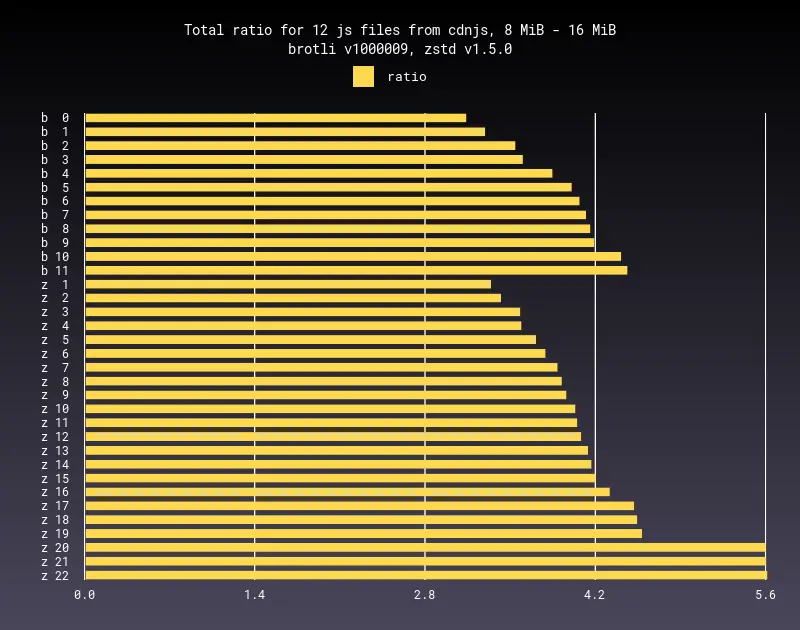 Total ratio for 12 js files from cdnjs, 8 MiB - 16 MiB
brotli v1000009, zstd v1.5.0
ratio
b 0
b 1
b 2
b 3
b 4
b 5
b 6
b 7
b 8
b 9
b 10
b 11
z 1
z 2
z 3
z 4
z 5
z 6
z 7
z 8
z 9
z 10
z 11
z 12
z 13
z 14
z 15
z 16
z 17
z 18
z 19
z 20
z 21
z 22
0.0 1.4 2.8 4.2 5.6